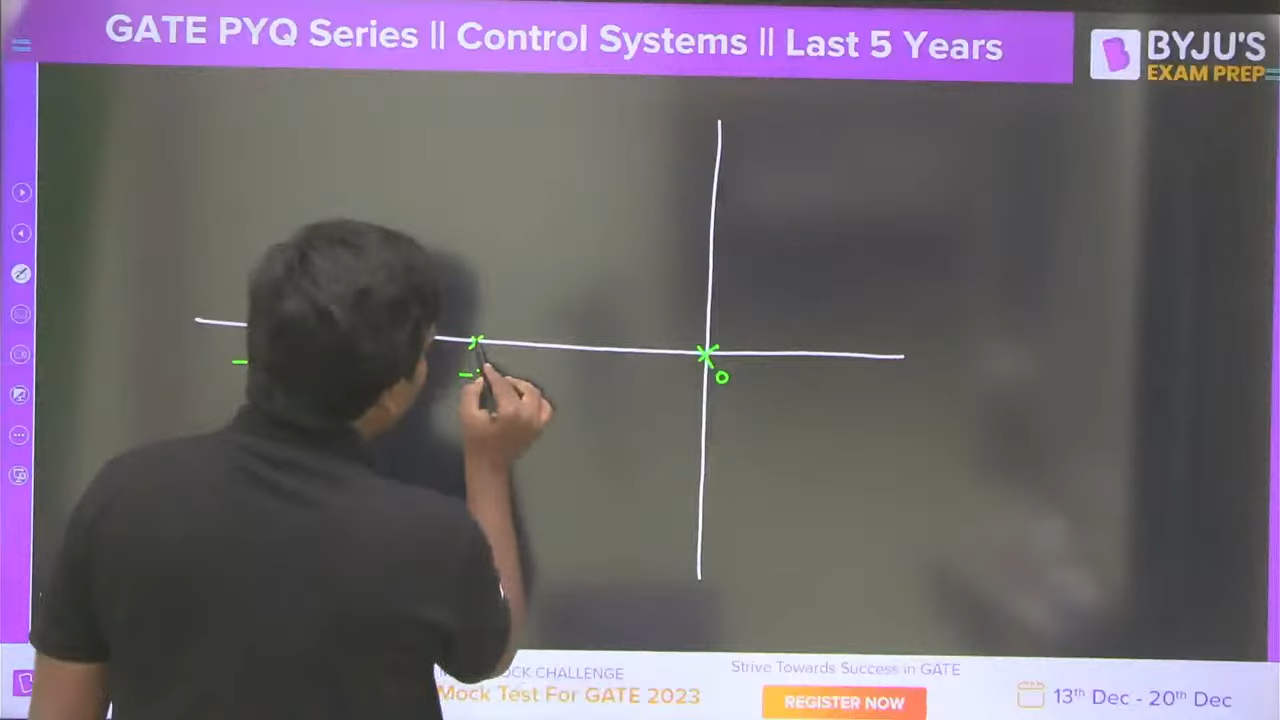 GATE PYQ Series || Control Systems || Last 5 Years
BYJU'S
EXAM PREP
0
OCK CHALLENGE
Mock Test For GATE 2023
Strive Towards Success in GATE
REGISTER NOW
13th Dec - 20th Dec